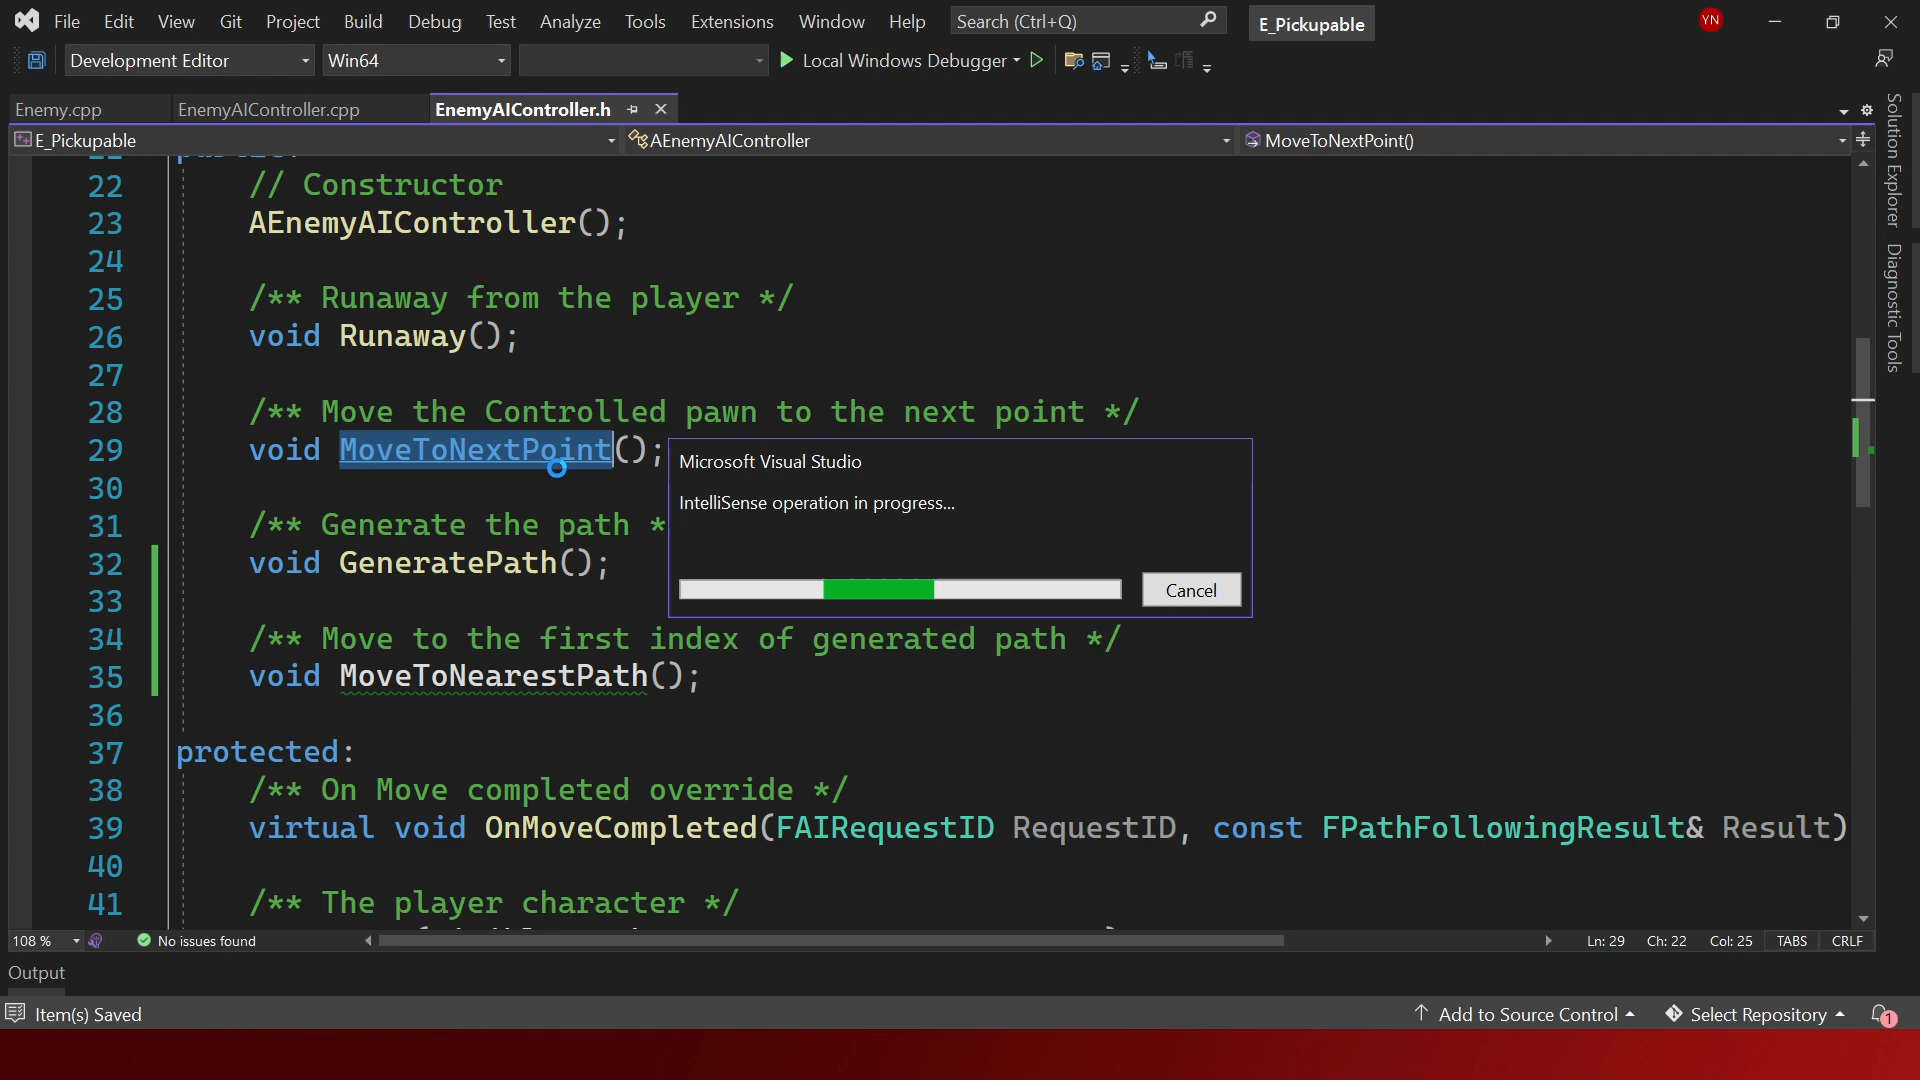 File Edit View Git Project Build Debug Test Analyze Tools Extensions Window Help Search (Ctrl+Q) E_Pickupable YN
Development Editor Win64 Local Windows Debugger
Enemy.cpp EnemyAIController.cpp EnemyAIController.h
E_Pickupable AEnemyAIController MoveToNextPoint()
22 // Constructor
23 AEnemyAIController();
24
25 /** Runaway from the player */
26 void Runaway();
27
28 /** Move the Controlled pawn to the next point */
29 void MoveToNextPoint();
30
31 /** Generate the path *
32 void GeneratePath();
33
34 /** Move to the first index of generated path */
35 void MoveToNearestPath();
36
37 protected:
38 /** On Move completed override */
39 virtual void OnMoveCompleted(FAIRequestID RequestID, const FPathFollowingResult& Result)
40
41 /** The player character */
Microsoft Visual Studio
IntelliSense operation in progress...
Cancel
Solution Explorer
Diagnostic Tools
108 % No issues found Ln: 29 Ch: 22 Col: 25 TABS CRLF
Output
Item(s) Saved Add to Source Control Select Repository 1